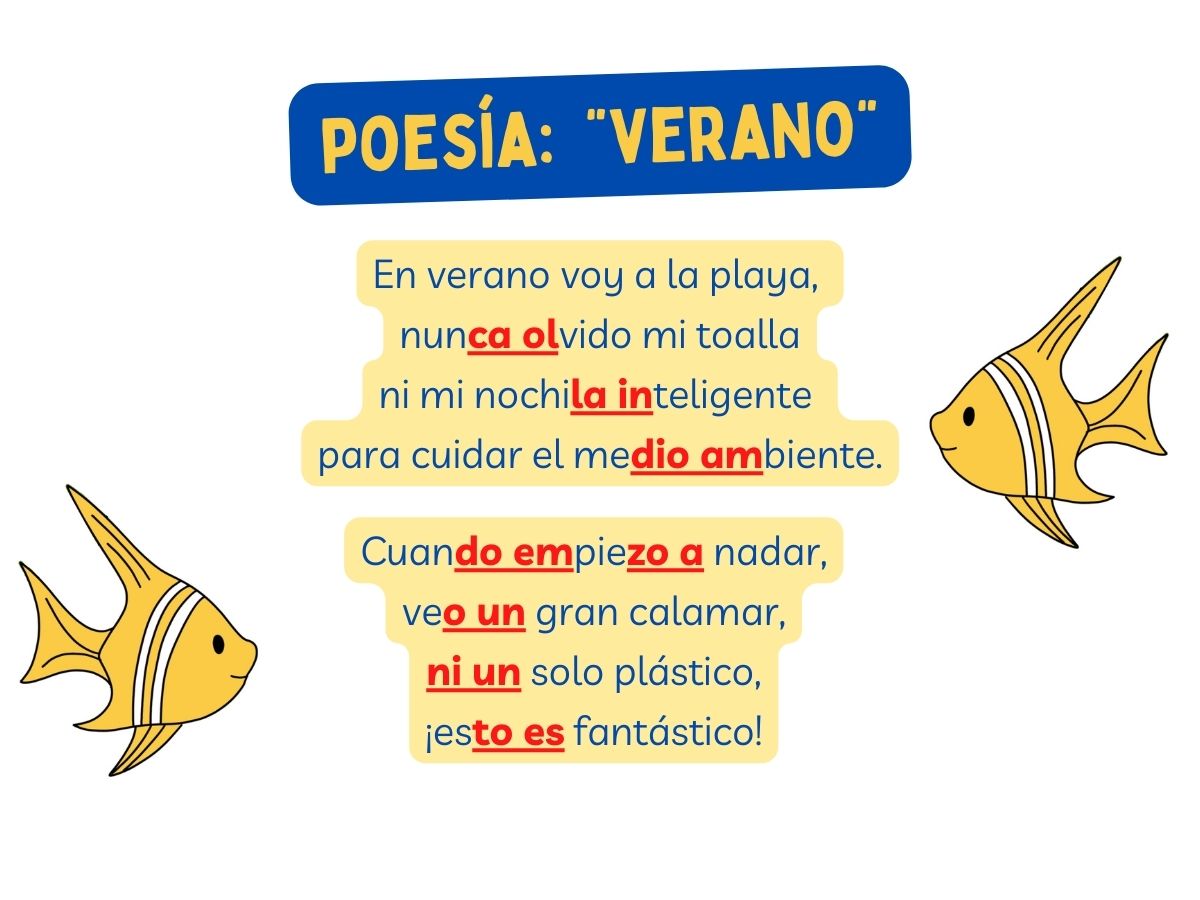 POESÍA: "VERANO"
En verano voy a la playa,
nunca olvido mi toalla
ni mi nochila inteligente
para cuidar el medio ambiente.
Cuando empiezo a nadar,
veo un gran calamar,
ni un solo plástico,
¡esto es fantástico!